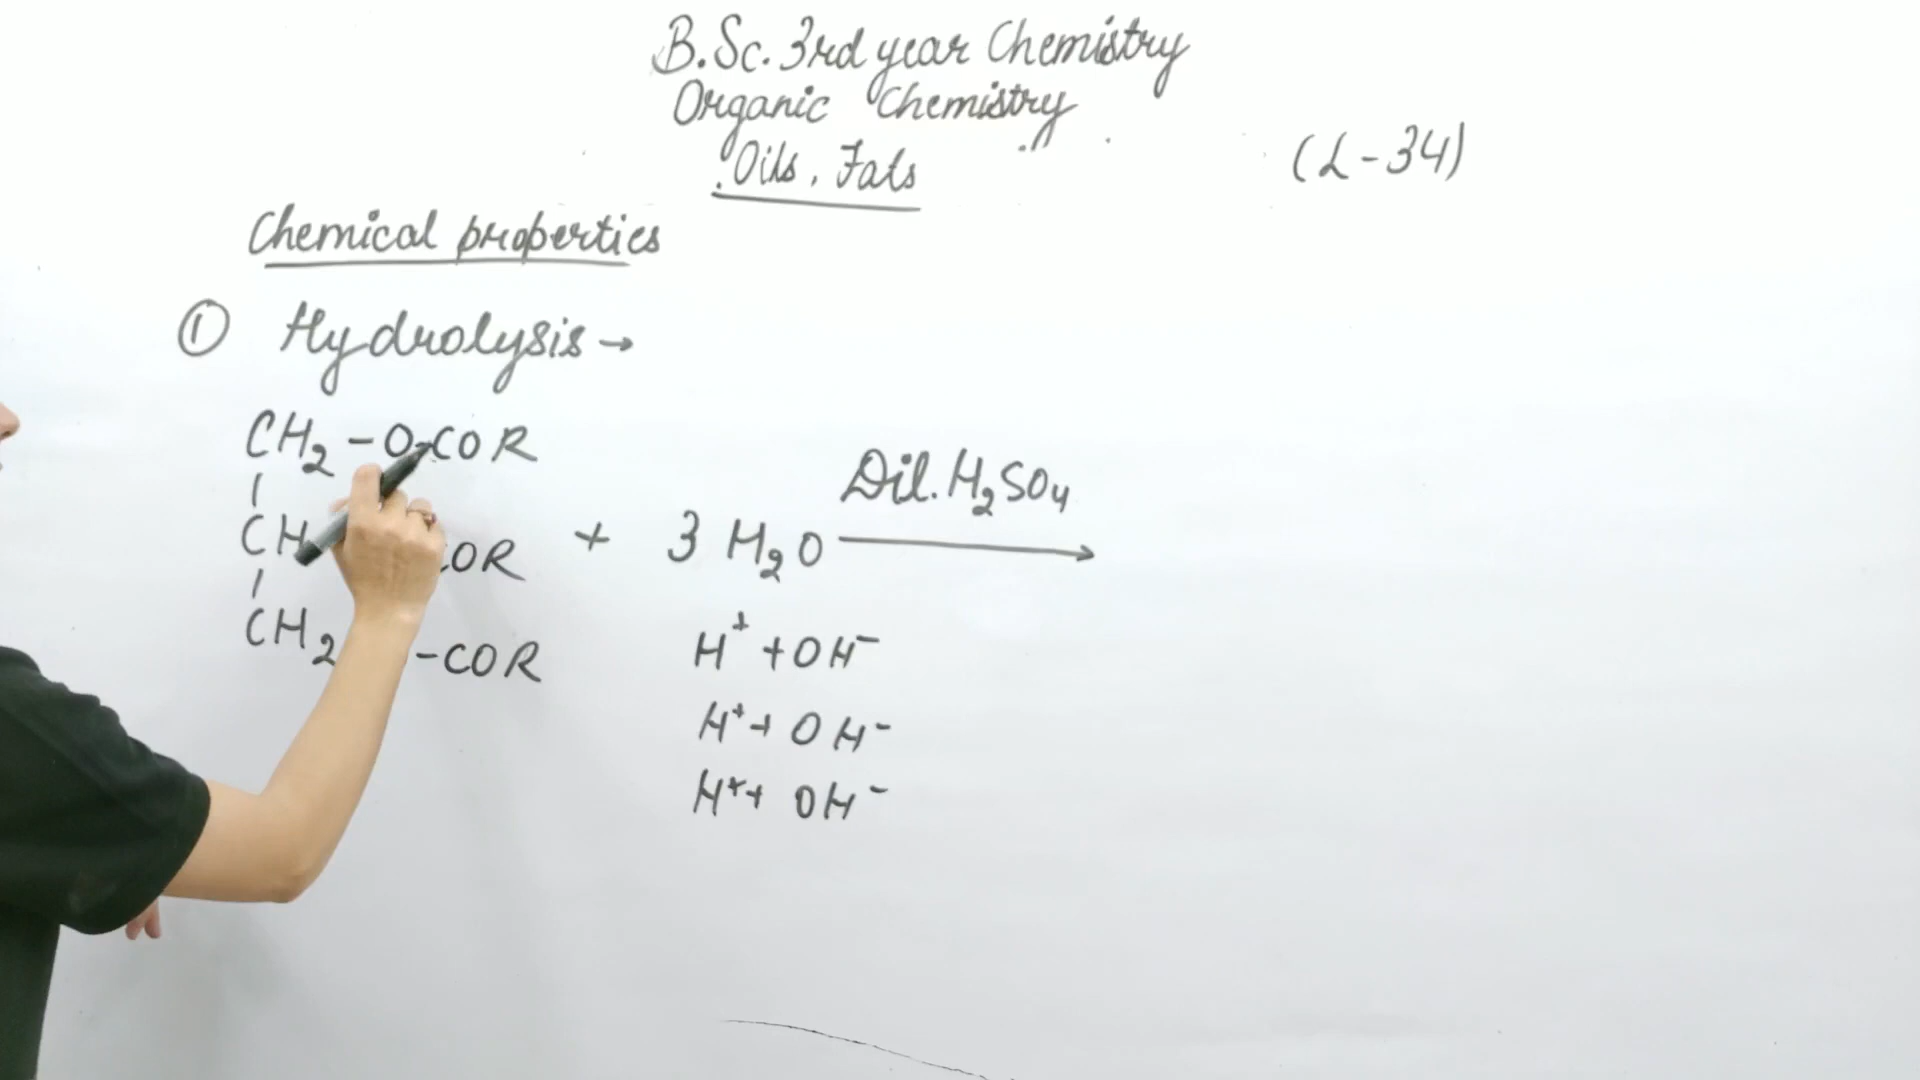 B.Sc. 3rd year Chemistry
Organic Chemistry
Oils, Fats
(L-34)
Chemical properties
① Hydrolysis →
CH₂ - O - COR
Dil. H₂SO₄
CH COR + 3 H₂O →
CH₂ - COR
H⁺ + OH⁻
H⁺ + OH⁻
H⁺ + OH⁻